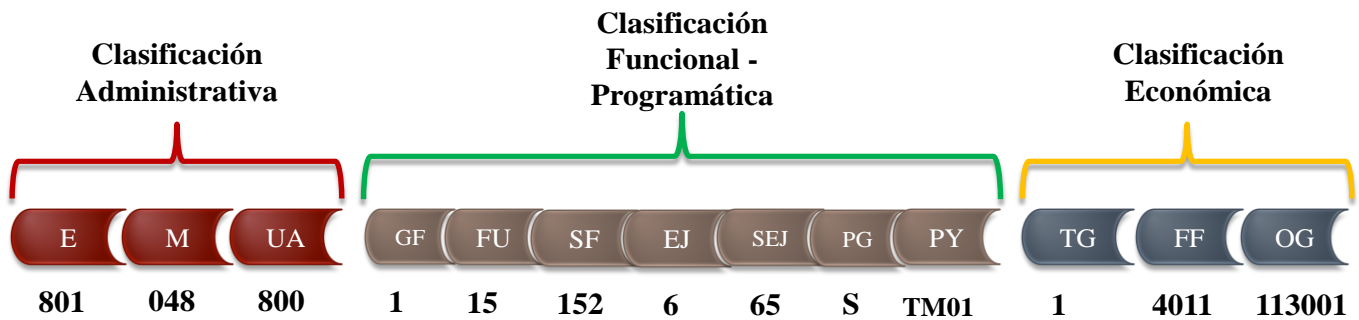 Clasificación
Administrativa
Clasificación
Funcional -
Programática
Clasificación
Económica
E M UA GF FU SF EJ SEJ PG PY TG FF OG
801 048 800 1 15 152 6 65 S TM01 1 4011 113001